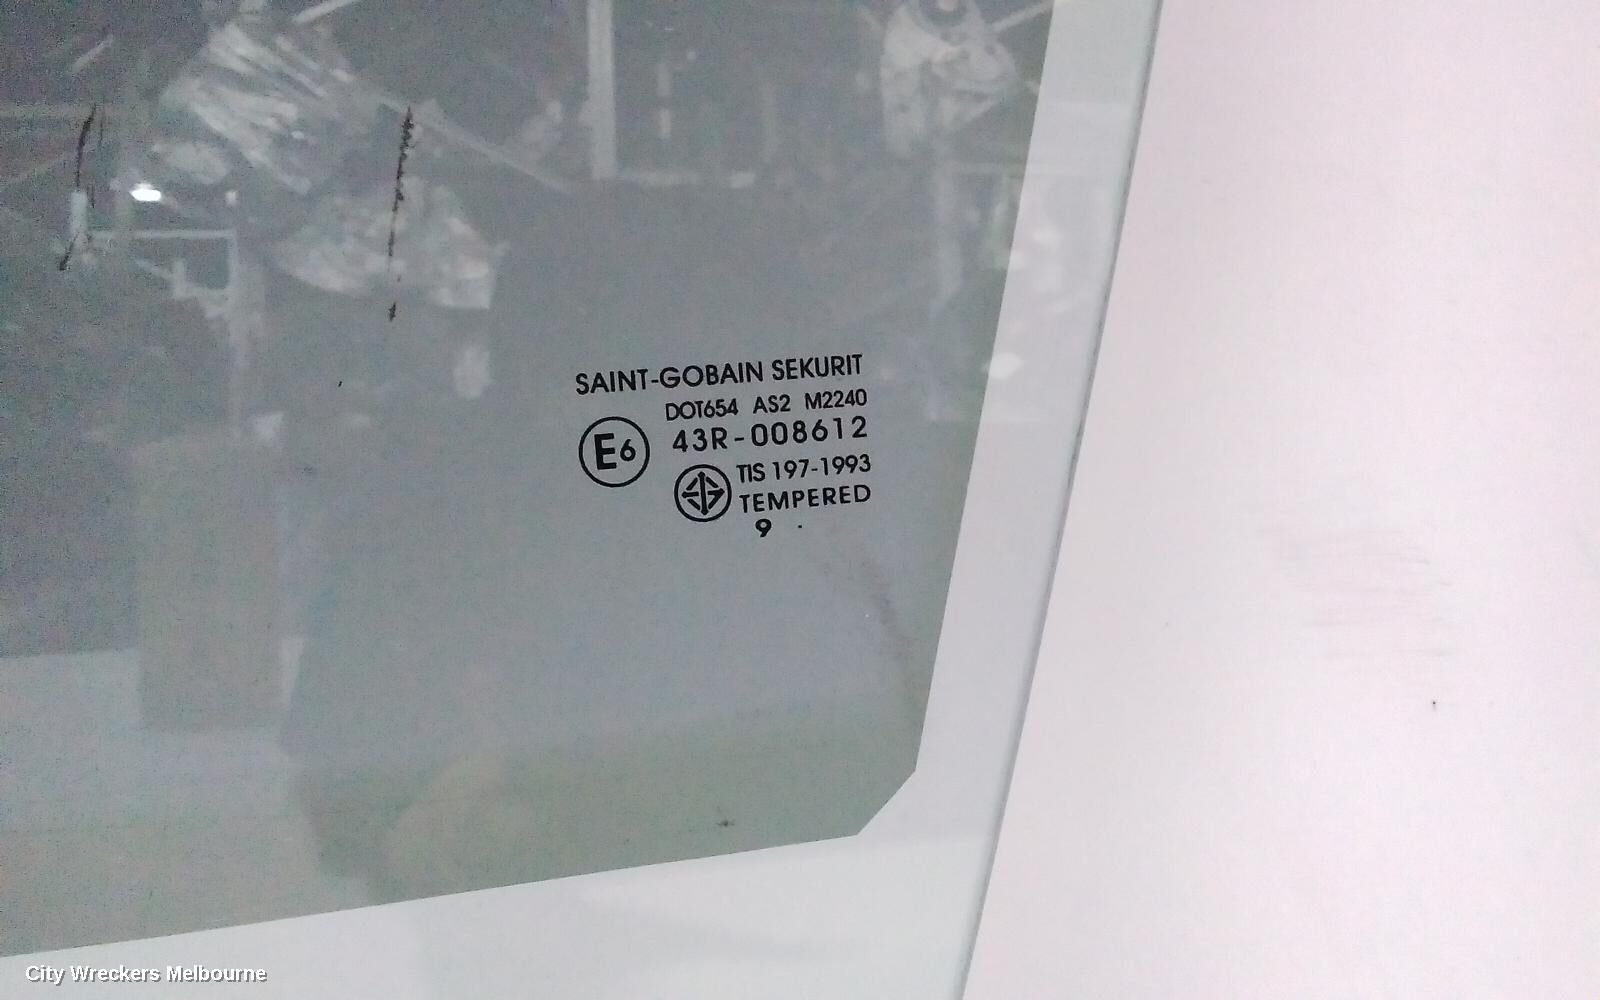 SAINT-GOBAIN SEKURIT
DOT654 AS2 M2240
E6 43R-008612
TIS 197-1993
TEMPERED
9 .
City Wreckers Melbourne